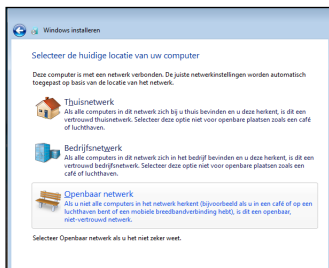 Windows installeren
Selecteer de huidige locatie van uw computer
Deze computer is met een netwerk verbonden. De juiste netwerkinstellingen worden automatisch
toegepast op basis van de locatie van het netwerk.
Thuisnetwerk
Als alle computers in dit netwerk zich bij u thuis bevinden en u deze herkent, is dit een
vertrouwd thuisnetwerk. Selecteer deze optie niet voor openbare plaatsen zoals een café
of luchthaven.
Bedrijfsnetwerk
Als alle computers in dit netwerk zich in het bedrijf bevinden en u deze herkent, is dit een
vertrouwd bedrijfsnetwerk. Selecteer deze optie niet voor openbare plaatsen zoals een
café of luchthaven.
Openbaar netwerk
Als u niet alle computers in het netwerk herkent (bijvoorbeeld als u in een café of op een
luchthaven bent of een mobiele breedbandverbinding hebt), is dit een openbaar,
niet-vertrouwd netwerk.
Selecteer Openbaar netwerk als u het niet zeker weet.